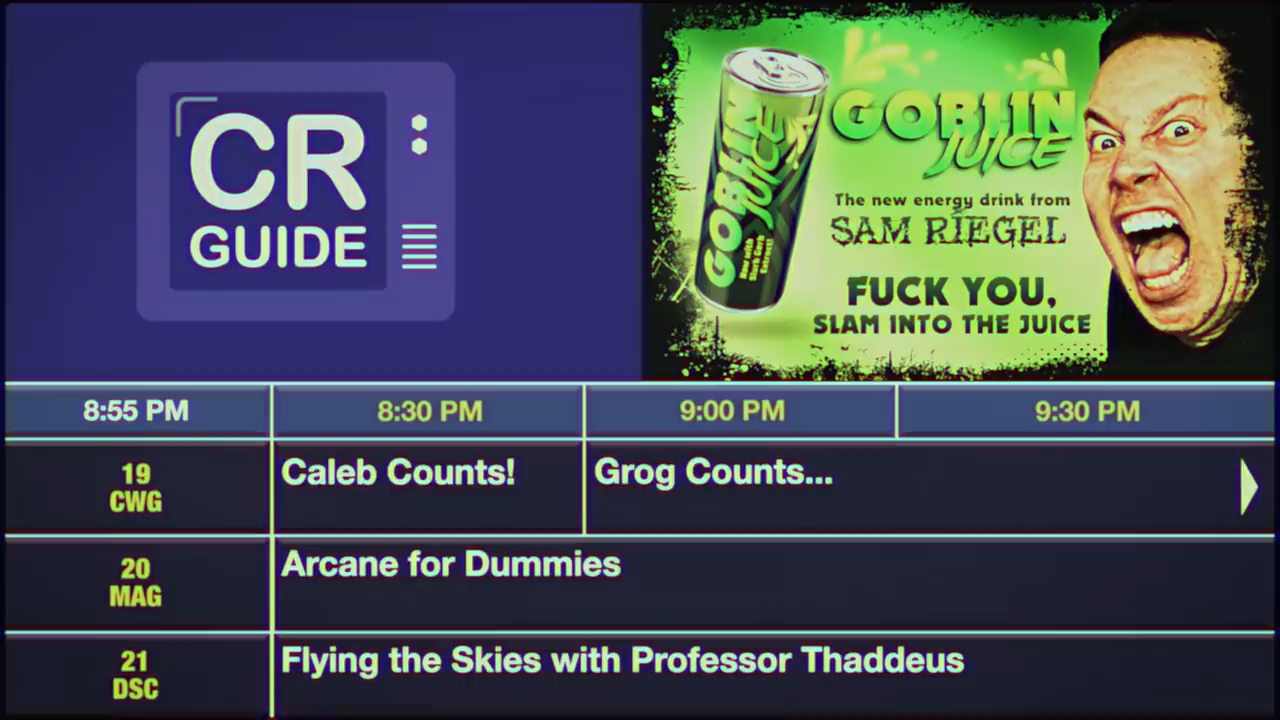 CR
GUIDE
GOBLIN
JUICE
GOBLIN
JUICE
The new energy drink from
SAM RIEGEL
FUCK YOU,
SLAM INTO THE JUICE
8:55 PM
8:30 PM
9:00 PM
9:30 PM
19
CWG
Caleb Counts!
Grog Counts...
20
MAG
Arcane for Dummies
21
DSC
Flying the Skies with Professor Thaddeus